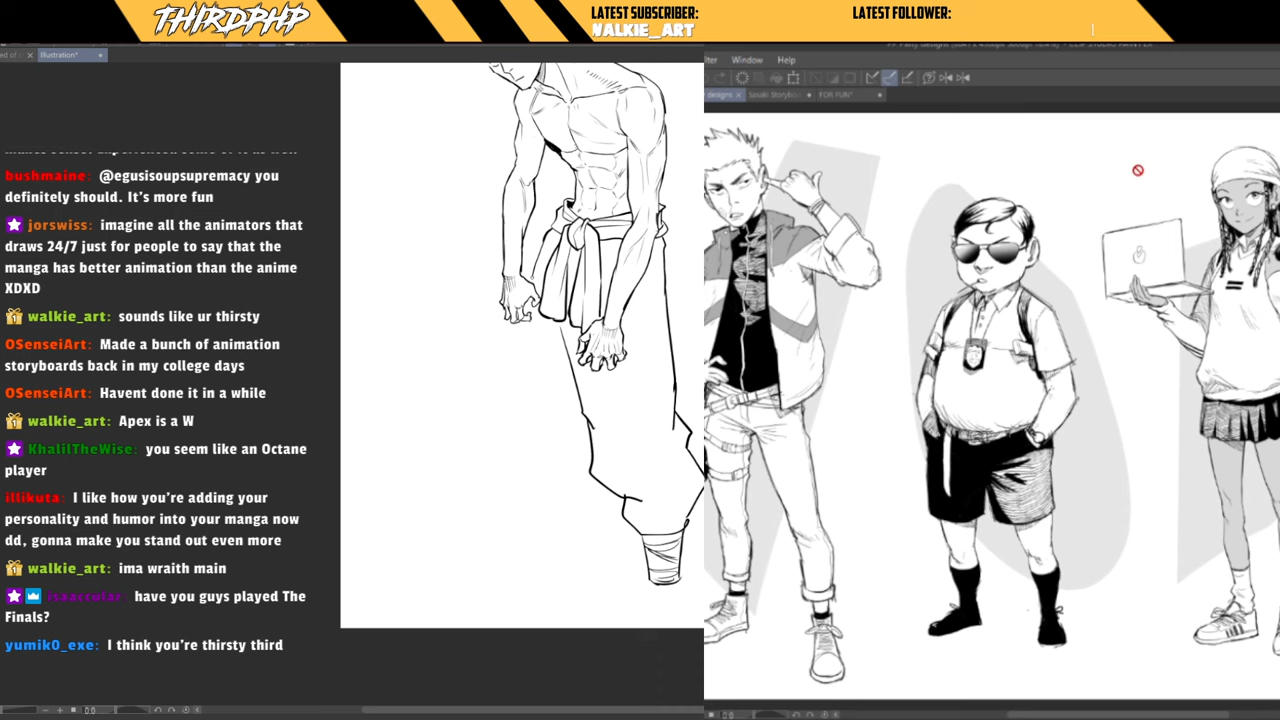 THIRDPHP
LATEST SUBSCRIBER:
WALKIE_ART
LATEST FOLLOWER:
Illustration*
Window Help
designs
Sasaki Storybo
FOR FUN*
bushmaine: @egusisoupsupremacy you
definitely should. It's more fun
jorswiss: imagine all the animators that
draws 24/7 just for people to say that the
manga has better animation than the anime
XDXD
walkie_art: sounds like ur thirsty
OSenseiArt: Made a bunch of animation
storyboards back in my college days
OSenseiArt: Havent done it in a while
walkie_art: Apex is a W
KhalilTheWise: you seem like an Octane
player
illikuta: I like how you're adding your
personality and humor into your manga now
dd, gonna make you stand out even more
walkie_art: ima wraith main
have you guys played The
Finals?
yumik0_exe: I think you're thirsty third